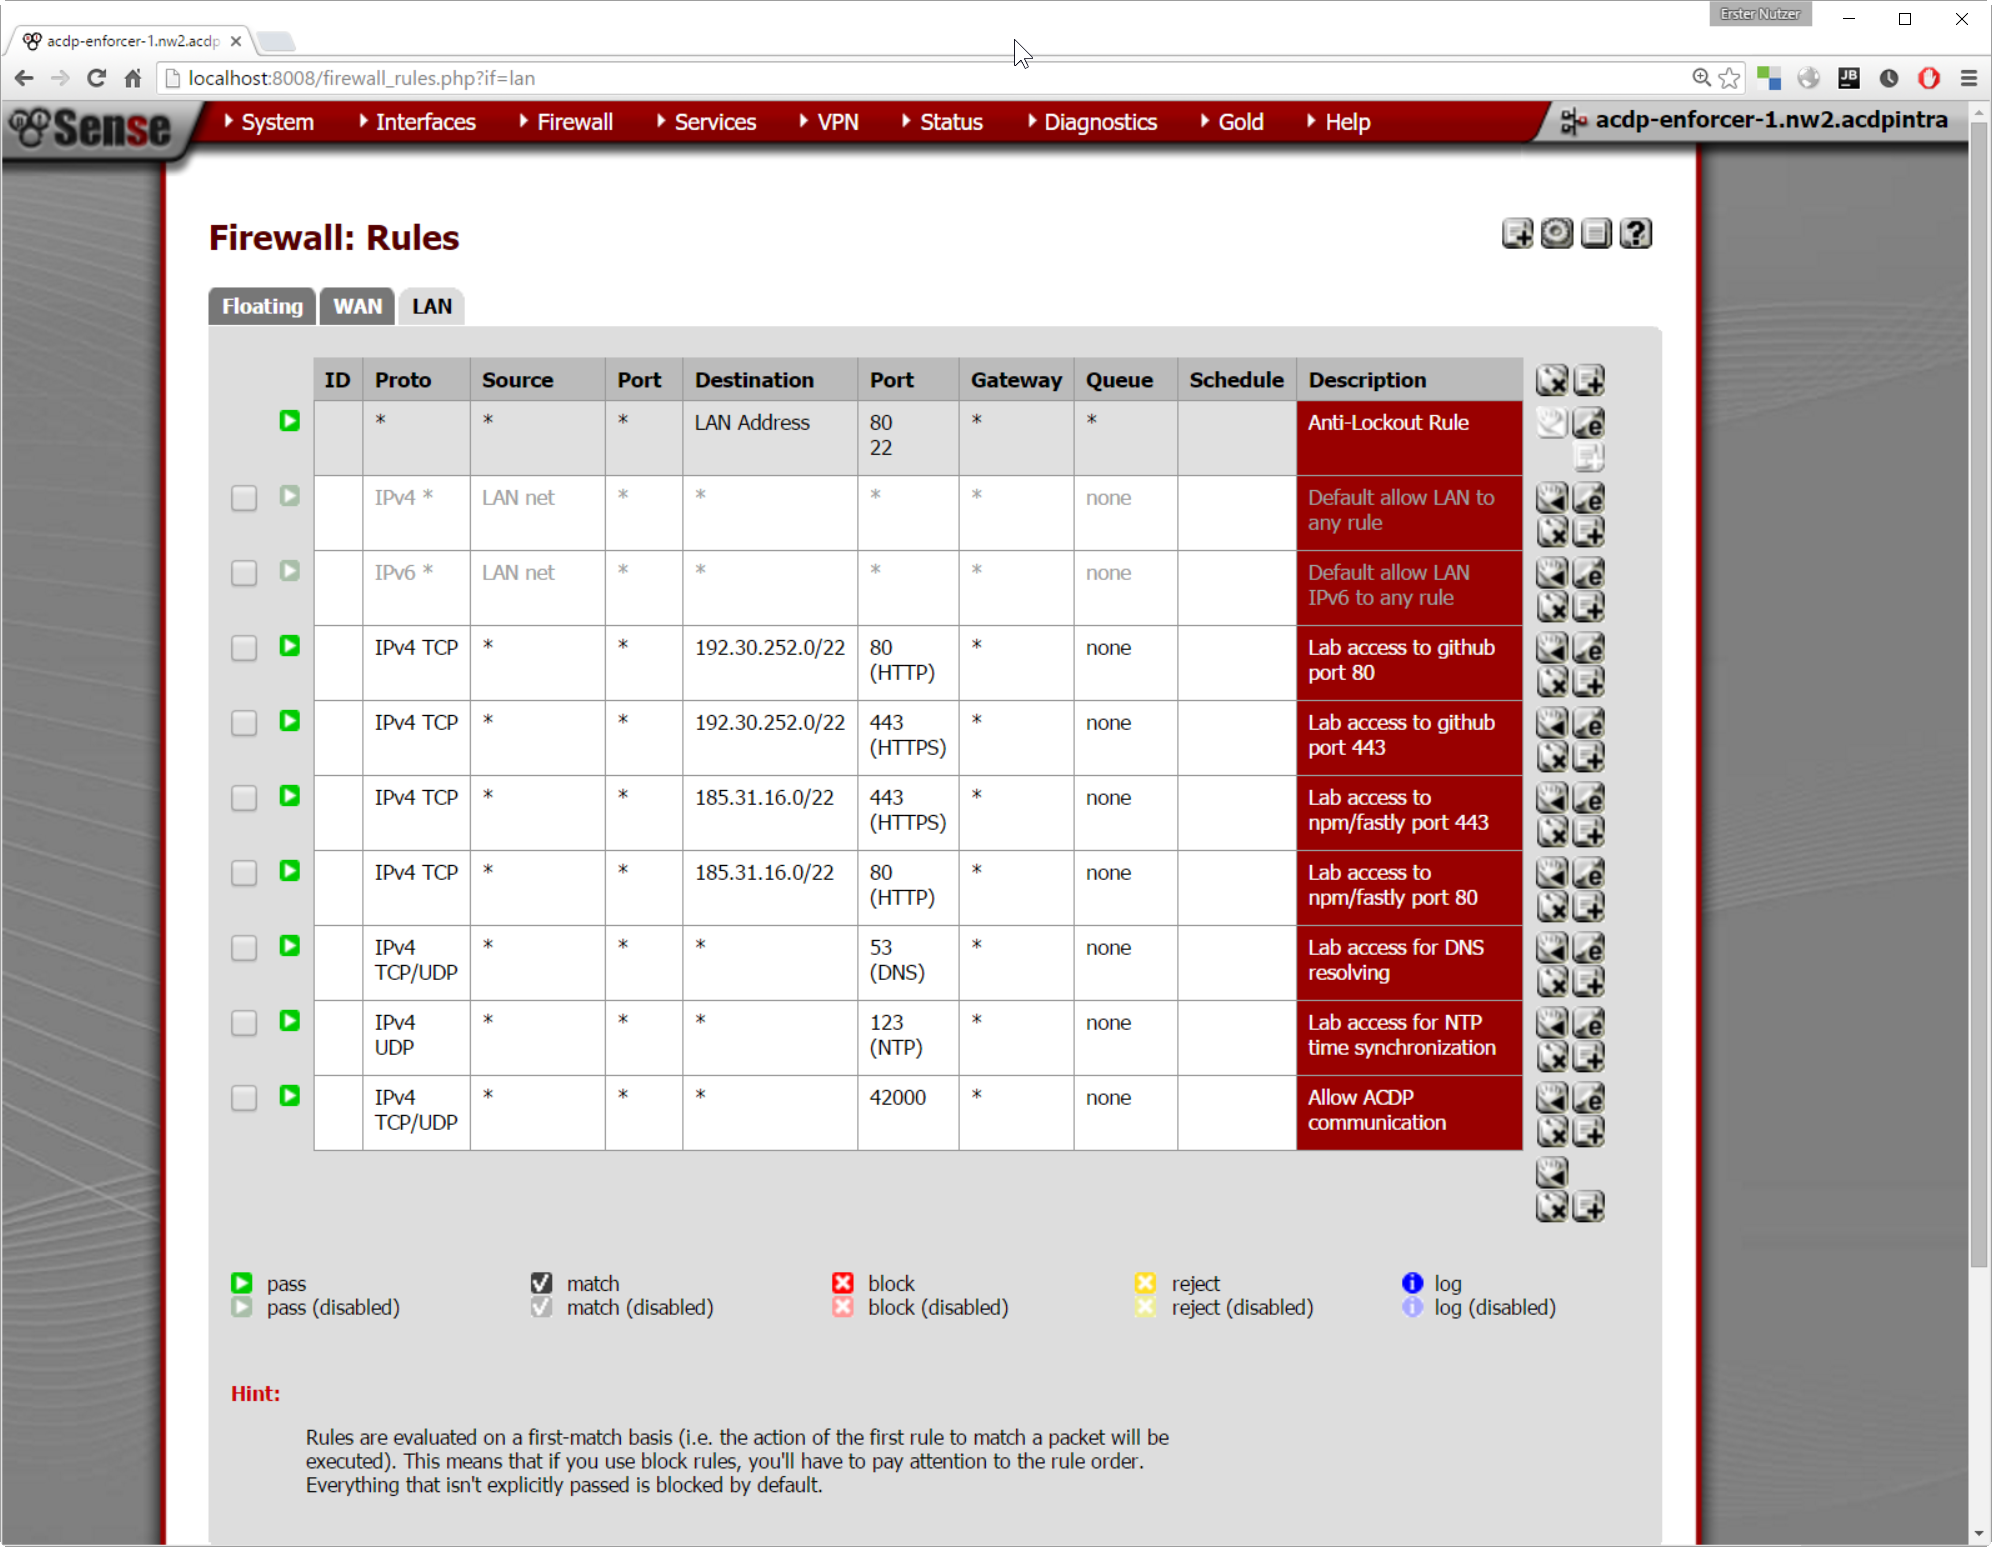 Erster Nutzer
acdp-enforcer-1.nw2.acdp
localhost:8008/firewall_rules.php?if=lan
Sense System Interfaces Firewall Services VPN Status Diagnostics Gold Help acdp-enforcer-1.nw2.acdpintra
Firewall: Rules
Floating WAN LAN
ID Proto Source Port Destination Port Gateway Queue Schedule Description
* * * LAN Address 80 * * Anti-Lockout Rule
22
IPv4 * LAN net * * * * none Default allow LAN to
any rule
IPv6 * LAN net * * * * none Default allow LAN
IPv6 to any rule
IPv4 TCP * * 192.30.252.0/22 80 * none Lab access to github
(HTTP) port 80
IPv4 TCP * * 192.30.252.0/22 443 * none Lab access to github
(HTTPS) port 443
IPv4 TCP * * 185.31.16.0/22 443 * none Lab access to
(HTTPS) npm/fastly port 443
IPv4 TCP * * 185.31.16.0/22 80 * none Lab access to
(HTTP) npm/fastly port 80
IPv4 * * * 53 * none Lab access for DNS
TCP/UDP (DNS) resolving
IPv4 * * * 123 * none Lab access for NTP
UDP (NTP) time synchronization
IPv4 * * * 42000 * none Allow ACDP
TCP/UDP communication
pass match block reject log
pass (disabled) match (disabled) block (disabled) reject (disabled) log (disabled)
Hint:
Rules are evaluated on a first-match basis (i.e. the action of the first rule to match a packet will be
executed). This means that if you use block rules, you'll have to pay attention to the rule order.
Everything that isn't explicitly passed is blocked by default.